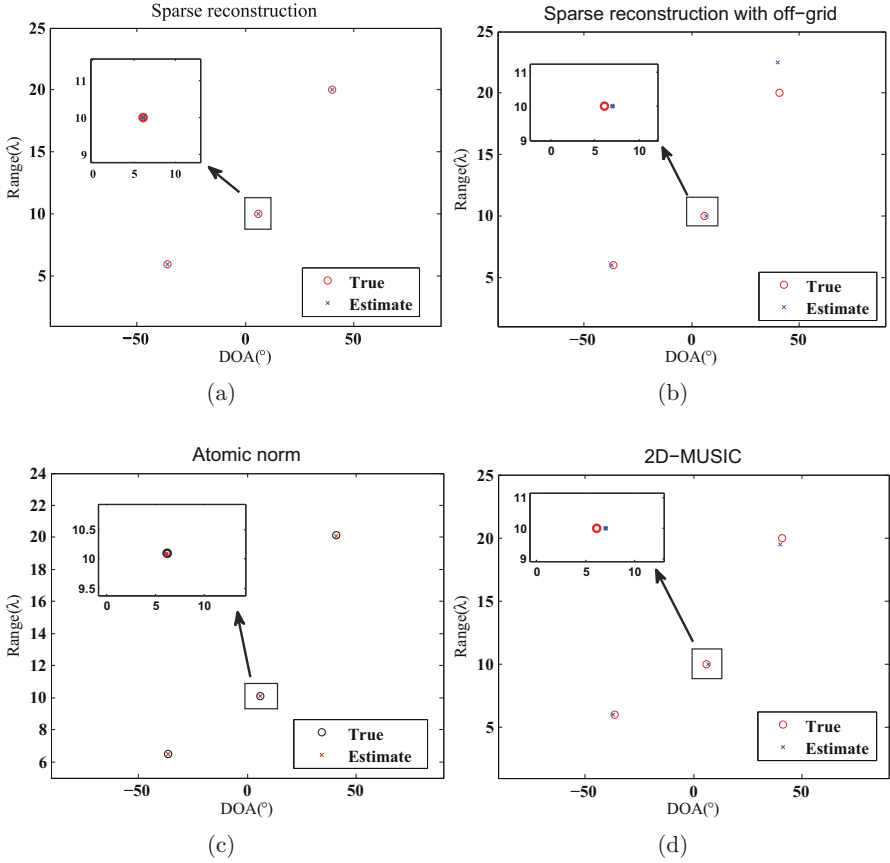 Sparse reconstruction
25
20
15
10
5
Range(λ)
11
10
9
0
5
10
True
Estimate
−50
0
50
DOA(°)
(a)
Sparse reconstruction with off−grid
25
20
15
10
5
Range(λ)
11
10
9
0
5
10
True
Estimate
−50
0
50
DOA(°)
(b)
Atomic norm
24
22
20
18
16
14
12
10
8
6
Range(λ)
10.5
10
9.5
0
5
10
True
Estimate
−50
0
50
DOA(°)
(c)
2D−MUSIC
25
20
15
10
5
Range(λ)
11
10
9
0
5
10
True
Estimate
−50
0
50
DOA(°)
(d)